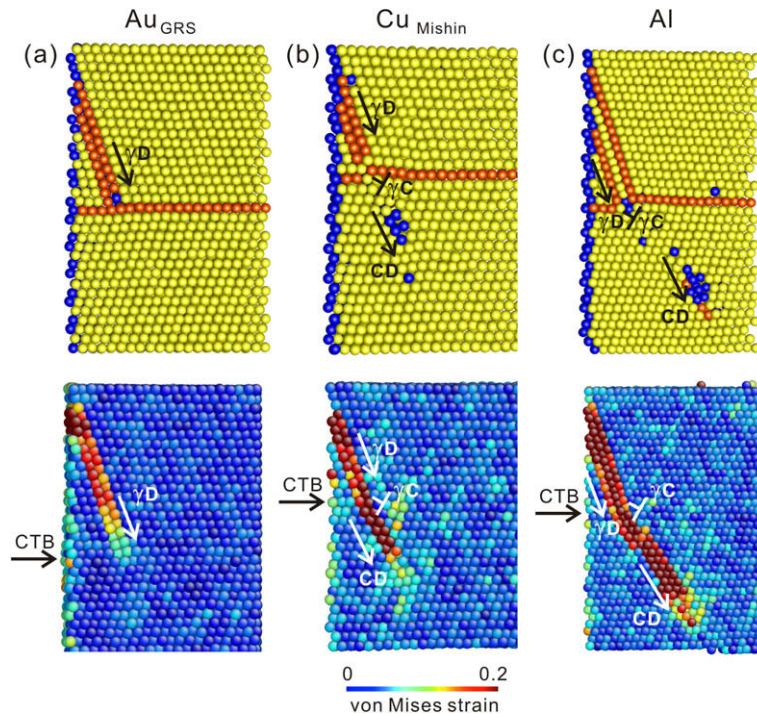 Au GRS
Cu Mishin
Al
(a)
(b)
(c)
γD
γD
γC
CD
γD
γC
CD
γD
CTB
γD
γC
CD
CTB
γC
γD
CD
CTB
0
0.2
von Mises strain